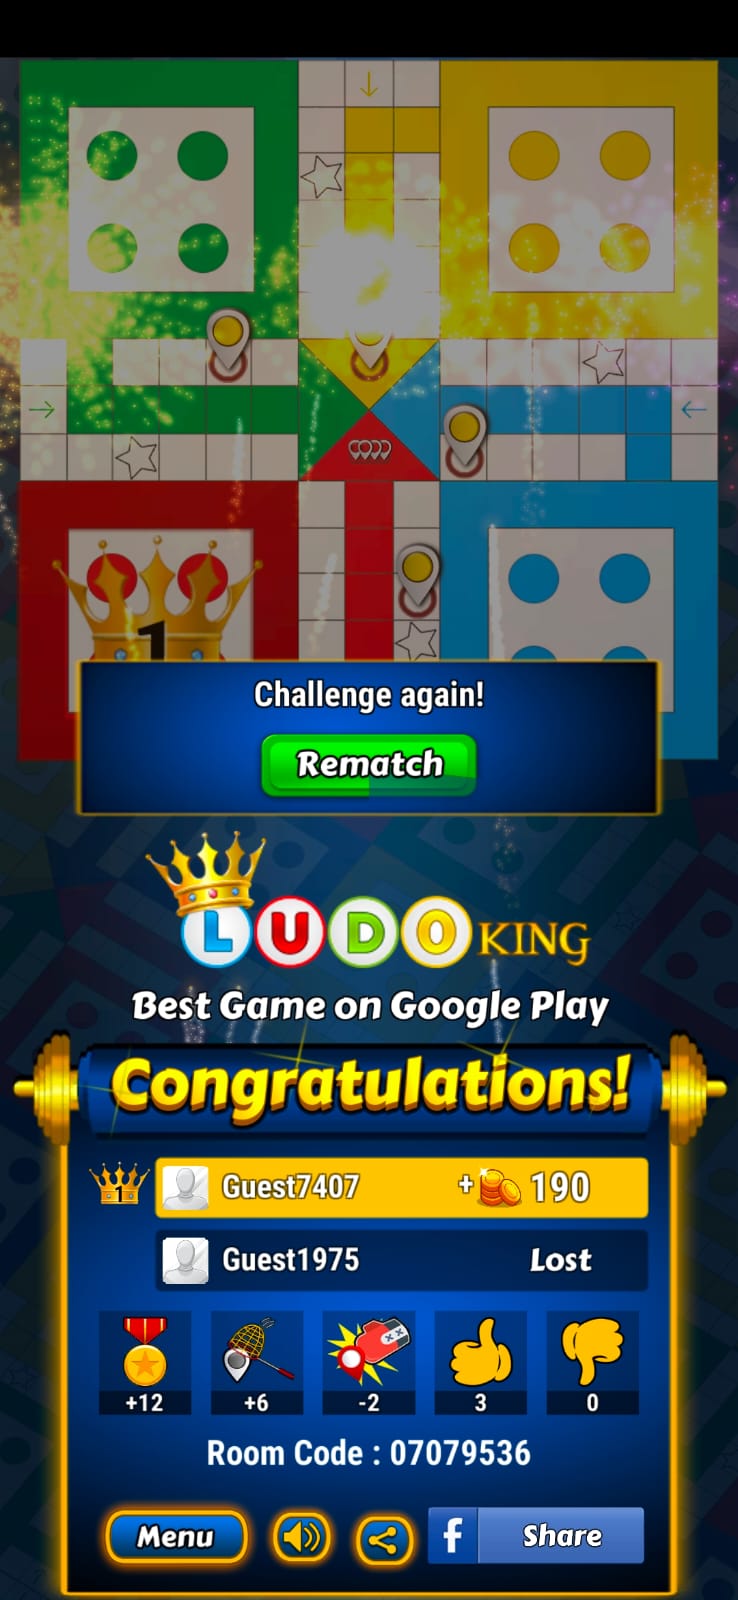 1
Challenge again!
Rematch
LUDO KING
Best Game on Google Play
Congratulations!
1 Guest7407 + 190
Guest1975 Lost
+12 +6 -2 3 0
Room Code : 07079536
Menu f Share